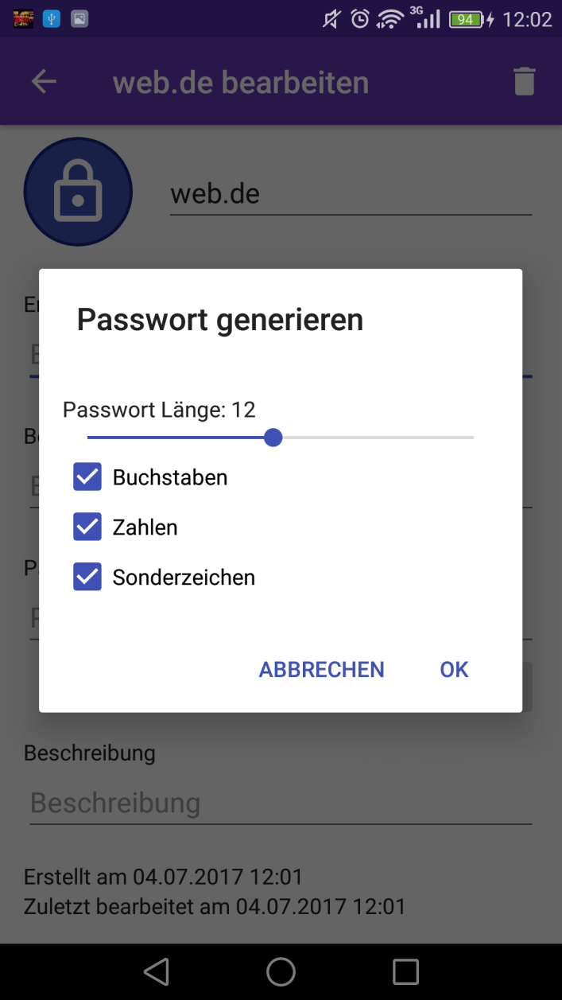 3G 94 12:02
web.de bearbeiten
web.de
Passwort generieren
Passwort Länge: 12
Buchstaben
Zahlen
Sonderzeichen
ABBRECHEN OK
Beschreibung
Beschreibung
Erstellt am 04.07.2017 12:01
Zuletzt bearbeitet am 04.07.2017 12:01